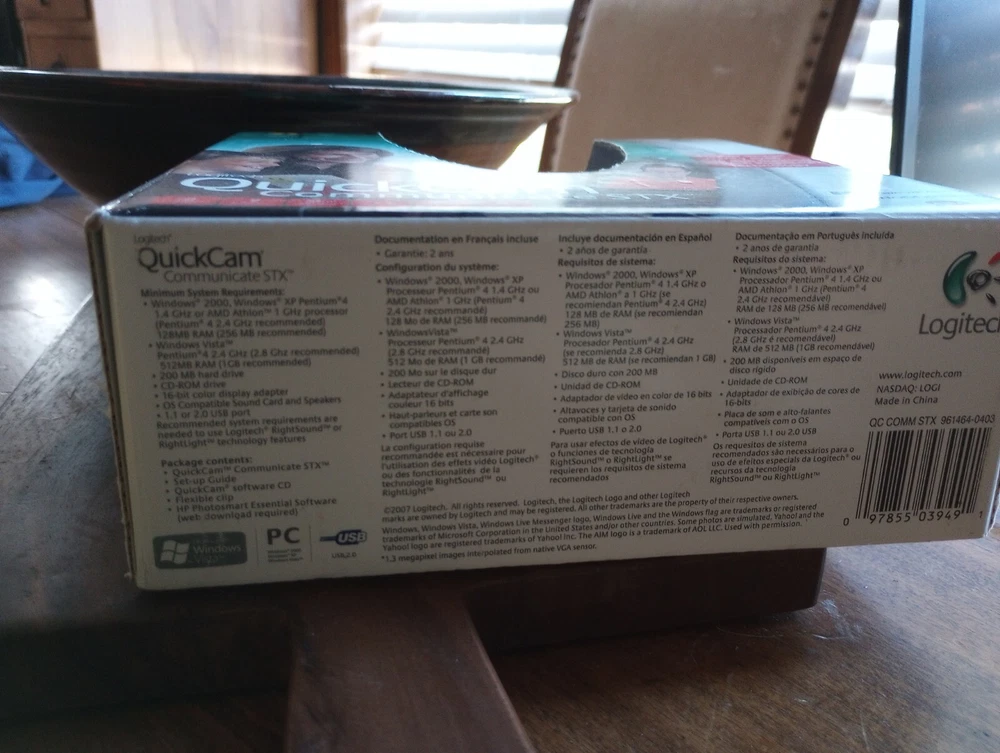 Quick
Logitech®
QuickCam®
Communicate STX™
Minimum System Requirements:
• Windows® 2000, Windows® XP Pentium®4
1.4 GHz or AMD Athlon™ 1 GHz processor
(Pentium® 4 2.4 GHz recommended)
128MB RAM (256 MB recommended)
• Windows Vista™
Pentium®4 2.4 GHz (2.8 Ghz recommended)
512MB RAM (1GB recommended)
• 200 MB hard drive
• CD-ROM drive
• 16-bit color display adapter
• OS Compatible Sound Card and Speakers
• 1.1 or 2.0 USB port
Recommended system requirements are
needed to use Logitech® RightSound™ or
RightLight™ technology features
Package contents:
• QuickCam™ Communicate STX™
• Set-up Guide
• QuickCam® software CD
• Flexible clip
• HP Photosmart Essential Software
(web download required)
Windows
PC
USB
USB2.0
Documentation en Français incluse
• Garantie: 2 ans
Configuration du système:
• Windows® 2000, Windows® XP
Processeur Pentium® 4 1,4 GHz ou
AMD Athlon® 1 GHz (Pentium® 4
2,4 GHz recommandé)
128 Mo de RAM (256 MB recommandé)
• WindowsVista™
Processeur Pentium® 4 2.4 GHz
(2.8 GHz recommandé)
512 Mo de RAM (1 GB recommandé)
• 200 Mo sur le disque dur
• Lecteur de CD-ROM
• Adaptateur d'affichage
couleur 16 bits
• Haut-parleurs et carte son
compatibles OS
• Port USB 1,1 ou 2.0
La configuration requise
recommandée est nécessaire pour
l'utilisation des effets vidéo Logitech®
ou des fonctionnalités de la
technologie RightSound™ ou
RightLight™
Incluye documentación en Español
• 2 años de garantía
Requisitos de sistema:
• Windows® 2000, Windows® XP
Procesador Pentium® 4 1.4 GHz o
AMD Athlon® a 1 GHz (se
recomiendan Pentium® 4 2.4 GHz)
128 MB de RAM (se recomiendan
256 MB)
• Windows Vista™
Procesador Pentium® 4 2.4 GHz
(se recomienda 2.8 GHz)
512 MB de RAM (se recomiendan 1 GB)
• Disco duro con 200 MB
• Unidad de CD-ROM
• Adaptador de vídeo en color de 16 bits
• Altavoces y tarjeta de sonido
compatibles con OS
• Puerto USB 1.1 o 2.0
Para usar efectos de vídeo de Logitech®
o funciones de tecnología
RightSound™ o RightLight™ se
requieren los requisitos de sistema
recomendados
Documentação em Português incluída
• 2 anos de garantia
Requisitos do sistema:
• Windows® 2000, Windows® XP
Processador Pentium® 4 1.4 GHz ou
AMD Athlon® 1 GHz (Pentium® 4
2.4 GHz recomendável)
RAM de 128 MB (256 MB recomendável)
• Windows Vista™
Processador Pentium® 4 2.4 GHz
(2.8 GHz é recomendável)
RAM de 512 MB (1GB recomendável)
• 200 MB disponíveis em espaço de
disco rígido
• Unidade de CD-ROM
• Adaptador de exibição de cores de
16-bits
• Placa de som e alto-falantes
compatíveis com o OS
• Porta USB 1.1 ou 2.0 USB
Os requesitos de sistema
recomendados são necessários para o
uso de efeitos especiais da Logitech® ou
recursos da tecnologia
RightSound™ ou RightLight™
©2007 Logitech. All rights reserved. Logitech, the Logitech Logo and other Logitech
marks are owned by Logitech and may be registered. All other trademarks are the property of their respective owners.
Windows, Windows Vista, Windows Live Messenger logo, Windows Live and the Windows flag are trademarks or registered
trademarks of Microsoft Corporation in the United States and/or other countries. Some photos are simulated. Yahoo! and the
Yahoo! logo are registered trademarks of Yahoo! Inc. The AIM logo is a trademark of AOL LLC. Used with permission.
*1.3 megapixel images interpolated from native VGA sensor.
Logitech
www.logitech.com
NASDAQ: LOGI
Made in China
QC COMM STX 961464-0403
0 97855 03949 1